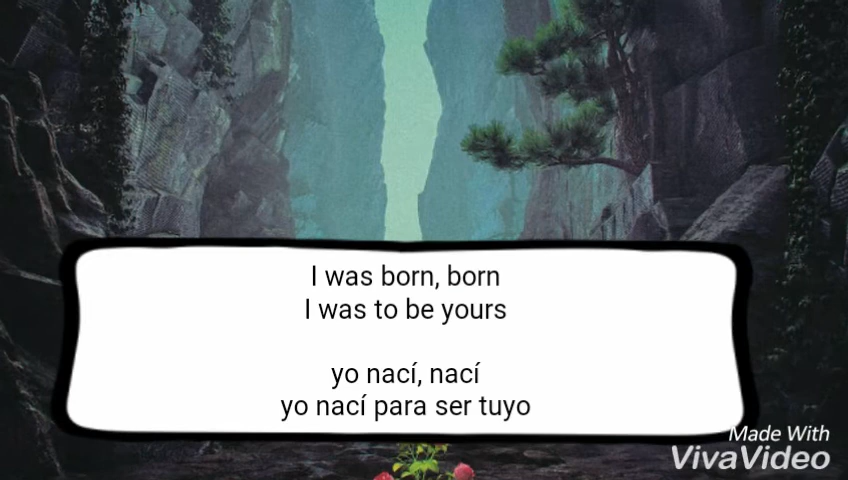 I was born, born
I was to be yours
yo nací, nací
yo nací para ser tuyo
Made With
VivaVideo